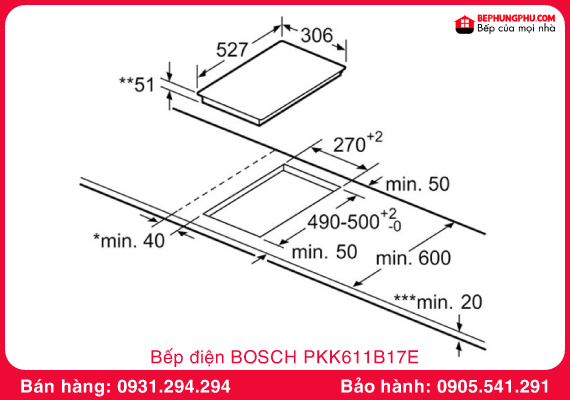 BEPHUNGPHU.COM
Bếp của mọi nhà
306
527
**51
270+2
min. 50
490-500+2-0
*min. 40
min. 50
min. 600
***min. 20
Bếp điện BOSCH PKK611B17E
Bán hàng: 0931.294.294
Bảo hành: 0905.541.291